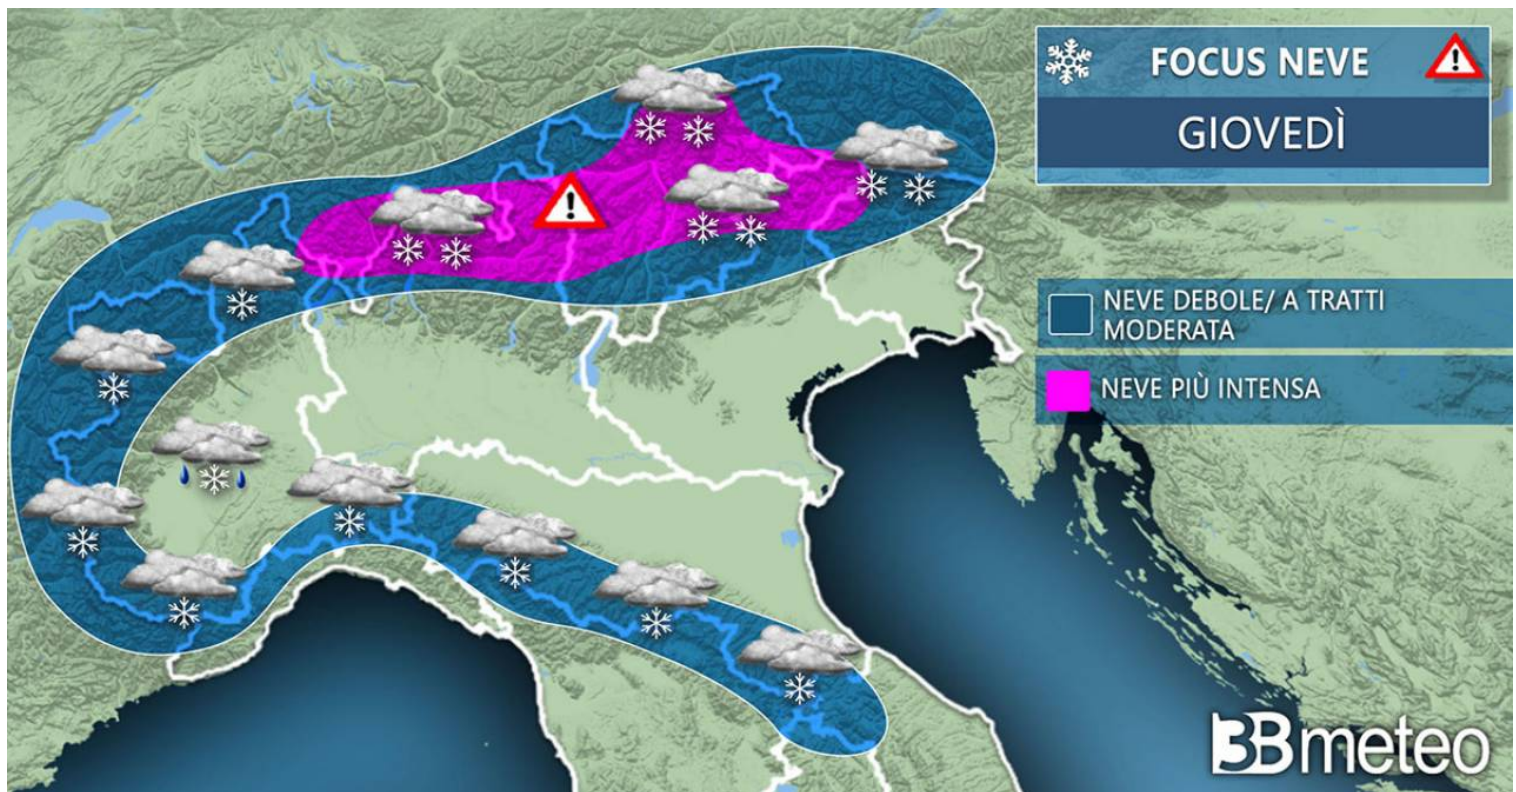 FOCUS NEVE
GIOVEDÌ
NEVE DEBOLE/ A TRATTI
MODERATA
NEVE PIÙ INTENSA
3Bmeteo